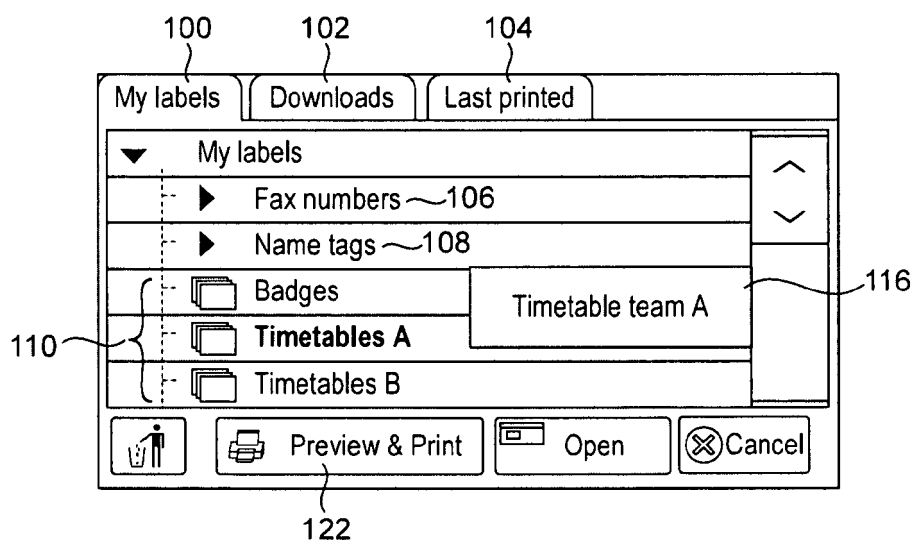 100 102 104
My labels Downloads Last printed
My labels
Fax numbers 106
Name tags 108
Badges
Timetable team A 116
110 Timetables A
Timetables B
Preview & Print Open Cancel
122